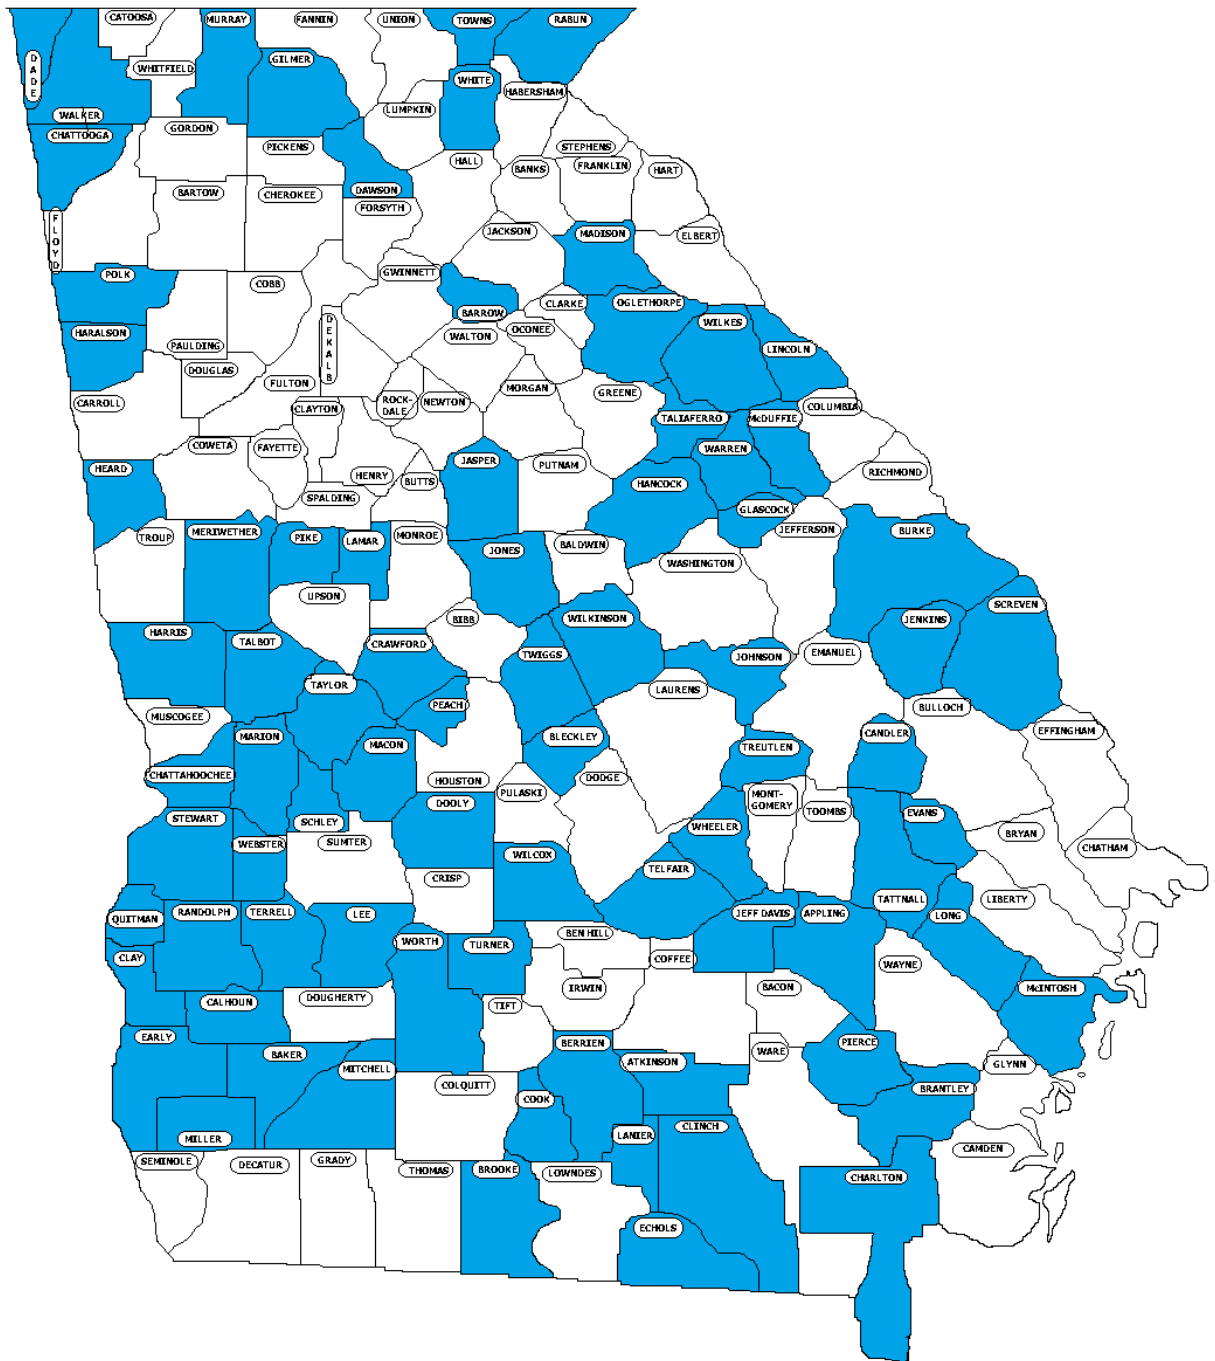 CATOOSA
MURRAY
FANNIN
UNION
TOWNS
RABUN
DADE
WHITFIELD
GILMER
WHITE
HABERSHAM
WALKER
LUMPKIN
CHATTOOGA
GORDON
PICKENS
STEPHENS
HALL
BANKS
FRANKLIN
HART
BARTOW
CHEROKEE
DAWSON
FORSYTH
FLOYD
JACKSON
MADISON
ELBERT
POLK
COBB
GWINNETT
CLARKE
OGLETHORPE
BARROW
HARALSON
PAULDING
DEKALB
WALTON
OCONEE
WILKES
LINCOLN
DOUGLAS
FULTON
CARROLL
CLAYTON
ROCK-
DALE
NEWTON
MORGAN
GREENE
TALIAFERRO
McDUFFIE
COLUMBIA
COWETA
FAYETTE
WARREN
HEARD
HENRY
BUTTS
JASPER
PUTNAM
HANCOCK
RICHMOND
SPALDING
GLASCOCK
TROUP
MERIWETHER
PIKE
LAMAR
MONROE
JONES
BALDWIN
JEFFERSON
BURKE
WASHINGTON
UPSON
SCREVEN
HARRIS
TALBOT
CRAWFORD
BIBB
TWIGGS
WILKINSON
JENKINS
JOHNSON
EMANUEL
TAYLOR
LAURENS
PEACH
MUSCOGEE
BULLOCH
MARION
MACON
BLECKLEY
TREUTLEN
CANDLER
EFFINGHAM
CHATTAHOOCHEE
HOUSTON
PULASKI
DODGE
MONT-
GOMERY
TOOMBS
DOOLY
STEWART
SCHLEY
WEBSTER
SUMTER
WHEELER
EVANS
BRYAN
CHATHAM
WILCOX
CRISP
TELFAIR
TATTNALL
LIBERTY
QUITMAN
RANDOLPH
TERRELL
LEE
JEFF DAVIS
APPLING
LONG
WORTH
TURNER
BEN HILL
CLAY
COFFEE
WAYNE
CALHOUN
DOUGHERTY
TIFT
IRWIN
BACON
McINTOSH
EARLY
BAKER
BERRIEN
MITCHELL
ATKINSON
WARE
PIERCE
GLYNN
COLQUITT
COOK
BRANTLEY
MILLER
LANIER
CLINCH
SEMINOLE
DECATUR
GRADY
THOMAS
BROOKE
LOWNDES
CAMDEN
CHARLTON
ECHOLS